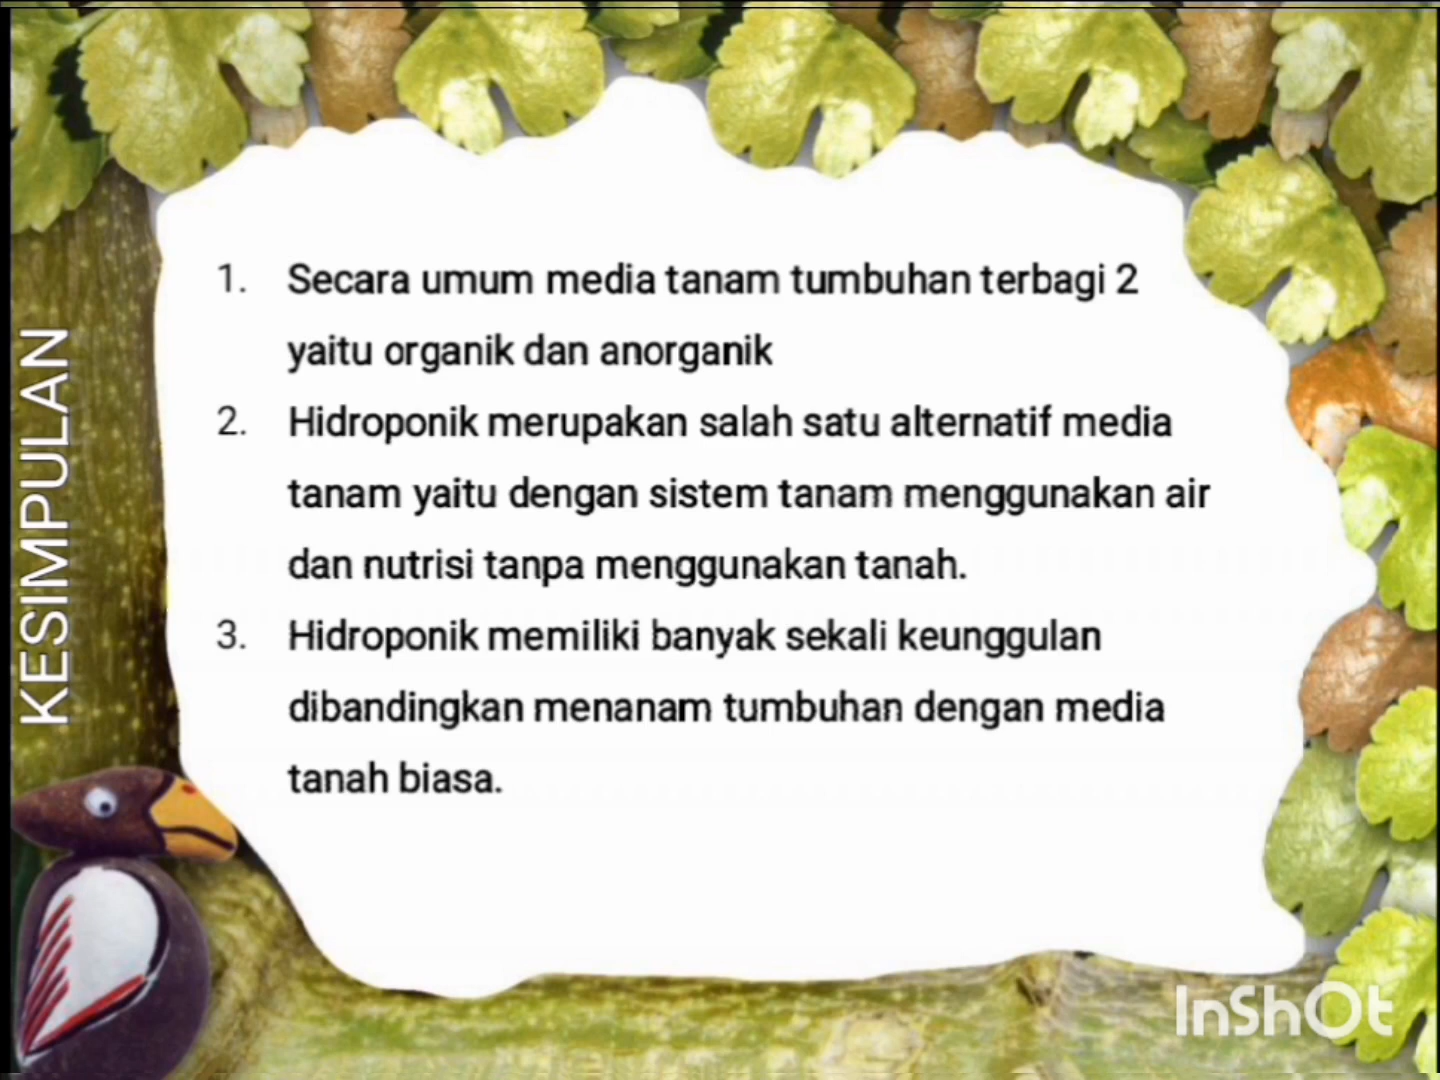 KESIMPULAN
1. Secara umum media tanam tumbuhan terbagi 2
yaitu organik dan anorganik
2. Hidroponik merupakan salah satu alternatif media
tanam yaitu dengan sistem tanam menggunakan air
dan nutrisi tanpa menggunakan tanah.
3. Hidroponik memiliki banyak sekali keunggulan
dibandingkan menanam tumbuhan dengan media
tanah biasa.
InShOt